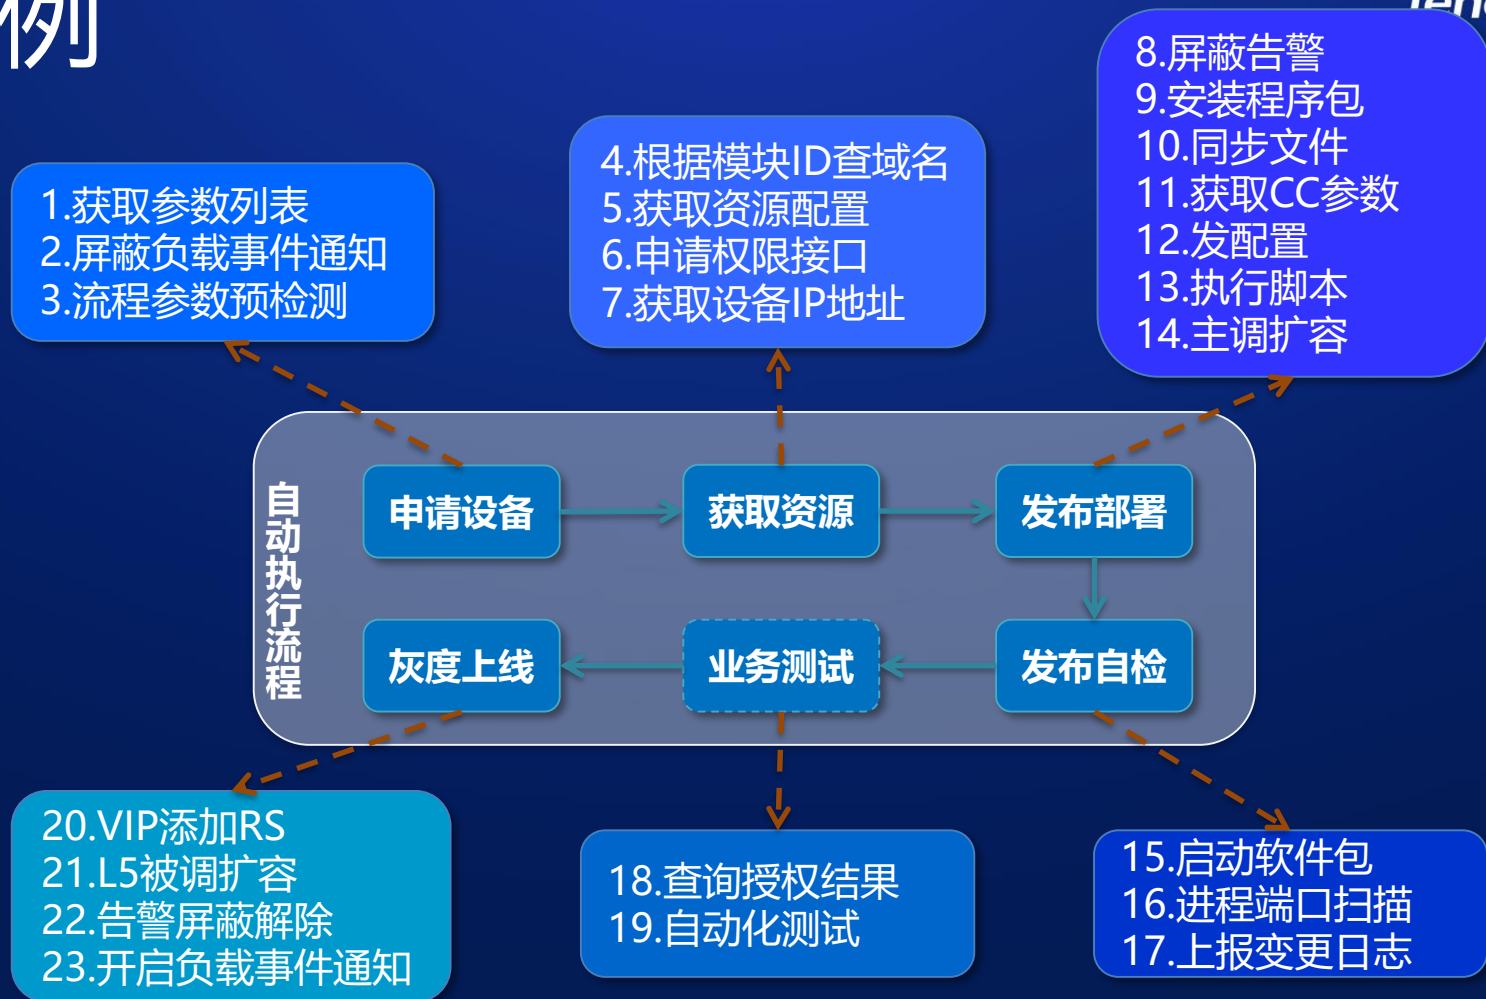 例
1.获取参数列表
2.屏蔽负载事件通知
3.流程参数预检测
4.根据模块ID查域名
5.获取资源配置
6.申请权限接口
7.获取设备IP地址
8.屏蔽告警
9.安装程序包
10.同步文件
11.获取CC参数
12.发配置
13.执行脚本
14.主调扩容
自动执行流程
申请设备
获取资源
发布部署
灰度上线
业务测试
发布自检
20.VIP添加RS
21.L5被调扩容
22.告警屏蔽解除
23.开启负载事件通知
18.查询授权结果
19.自动化测试
15.启动软件包
16.进程端口扫描
17.上报变更日志